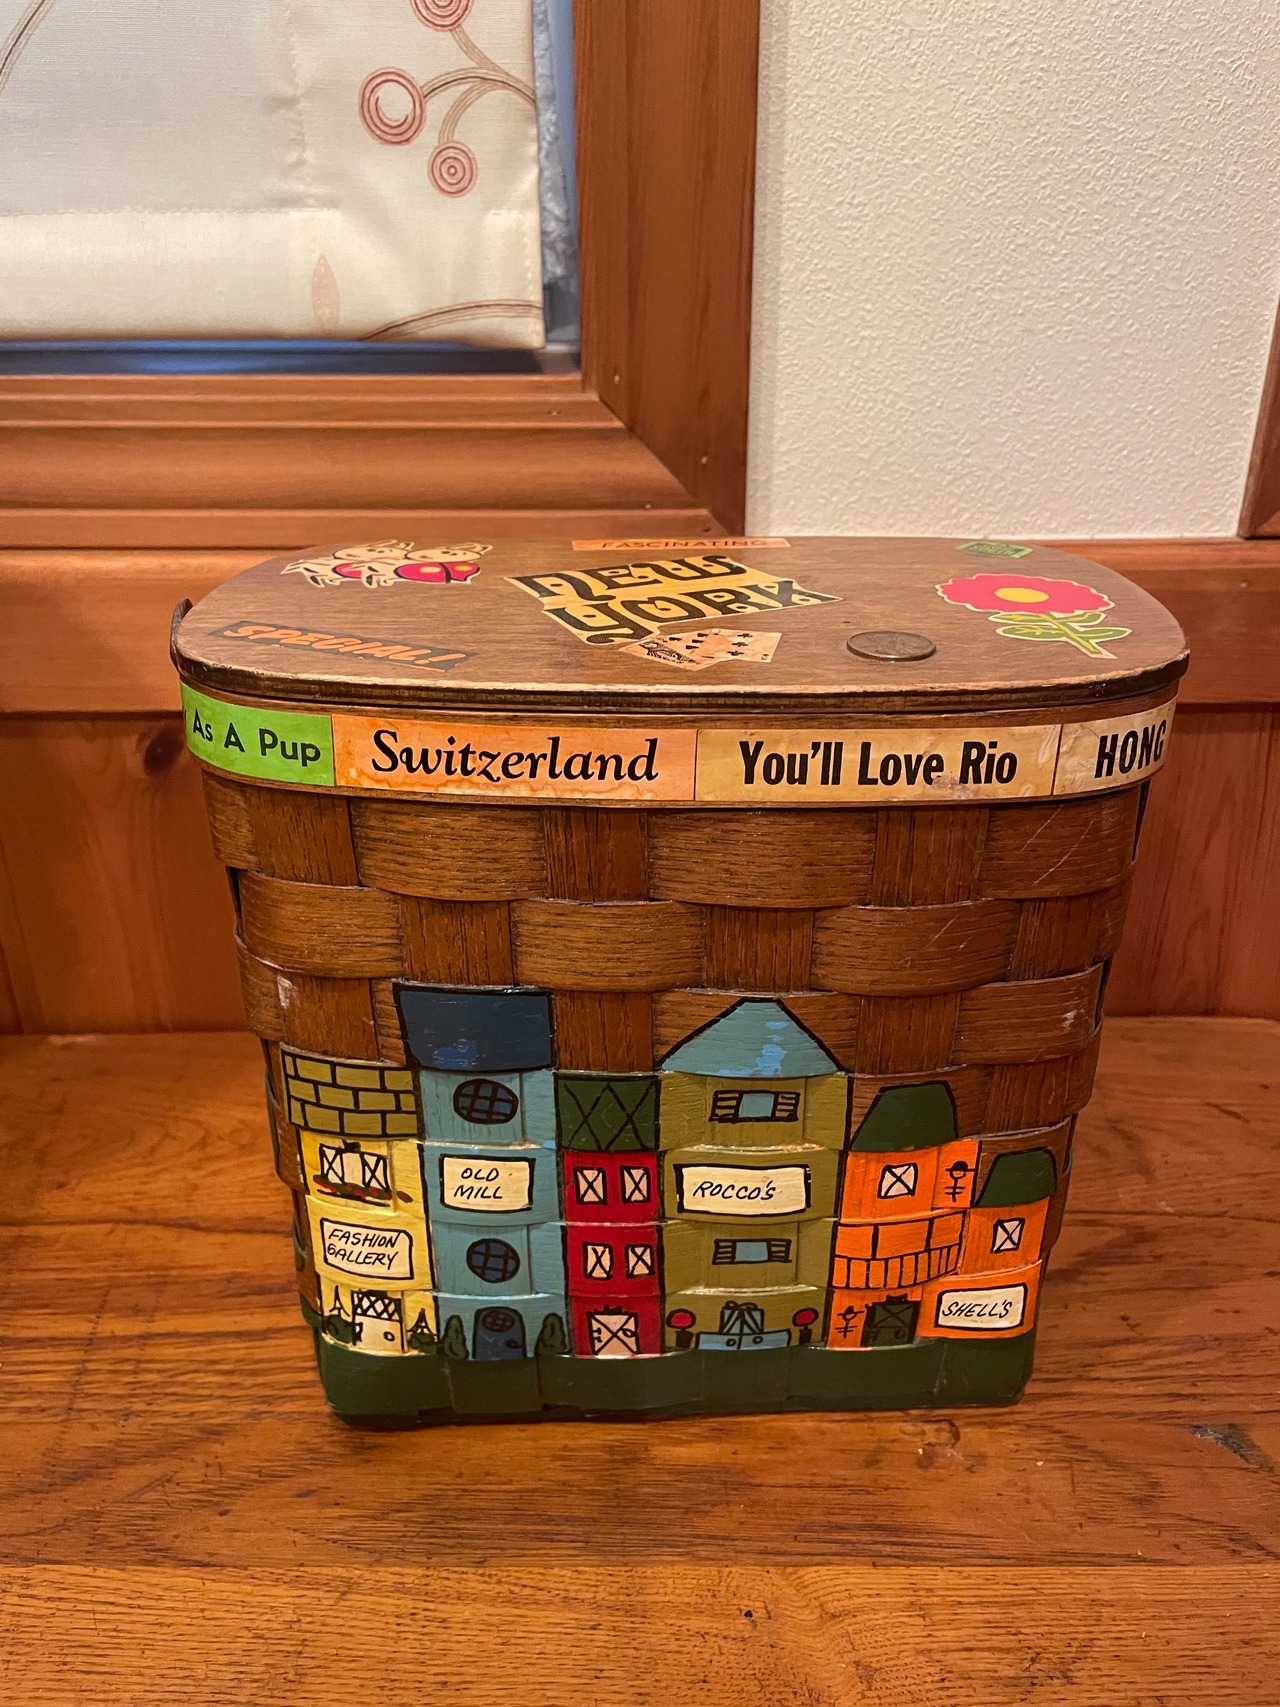 FASCINATING
NEW
YORK
SPECIAL!
As A Pup
Switzerland
You'll Love Rio
HONG
OLD
MILL
ROCCO'S
FASHION
GALLERY
SHELL'S